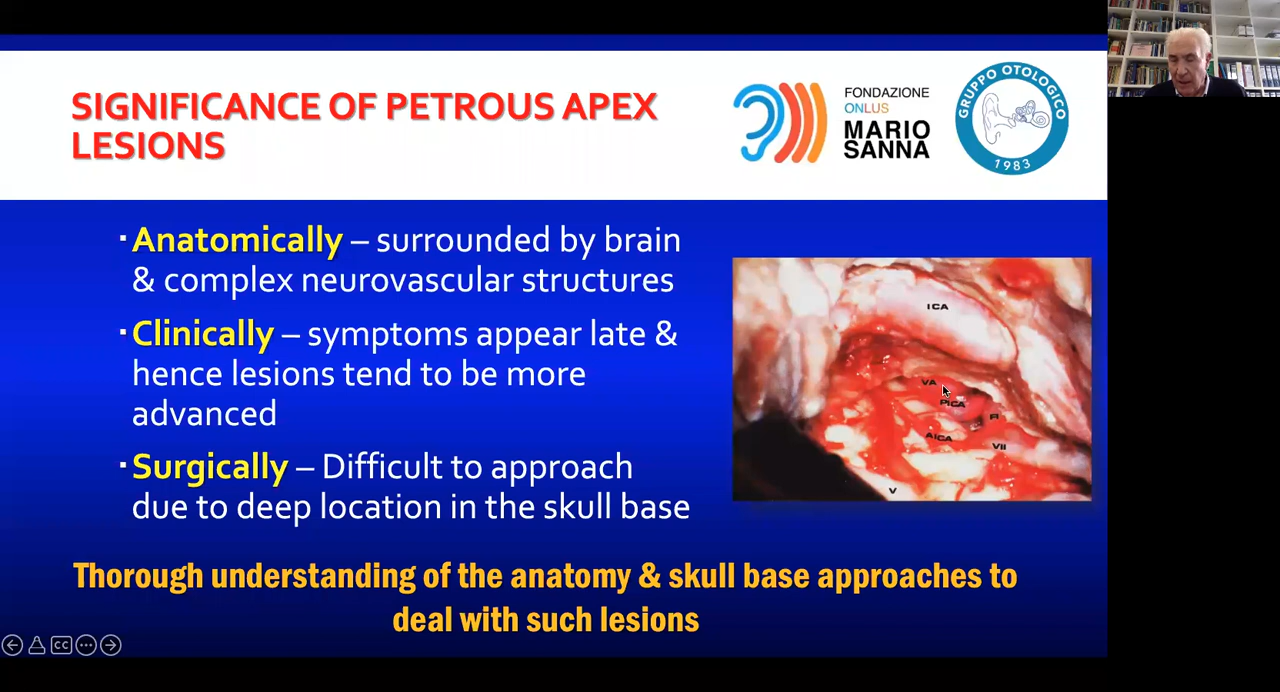 SIGNIFICANCE OF PETROUS APEX
LESIONS
FONDAZIONE
ONLUS
MARIO
SANNA
GRUPPO OTOLOGICO
1983
▪Anatomically – surrounded by brain
& complex neurovascular structures
▪Clinically – symptoms appear late &
hence lesions tend to be more
advanced
▪Surgically – Difficult to approach
due to deep location in the skull base
ICA
VA
PICA
FI
AICA
VII
V
Thorough understanding of the anatomy & skull base approaches to
deal with such lesions
CC